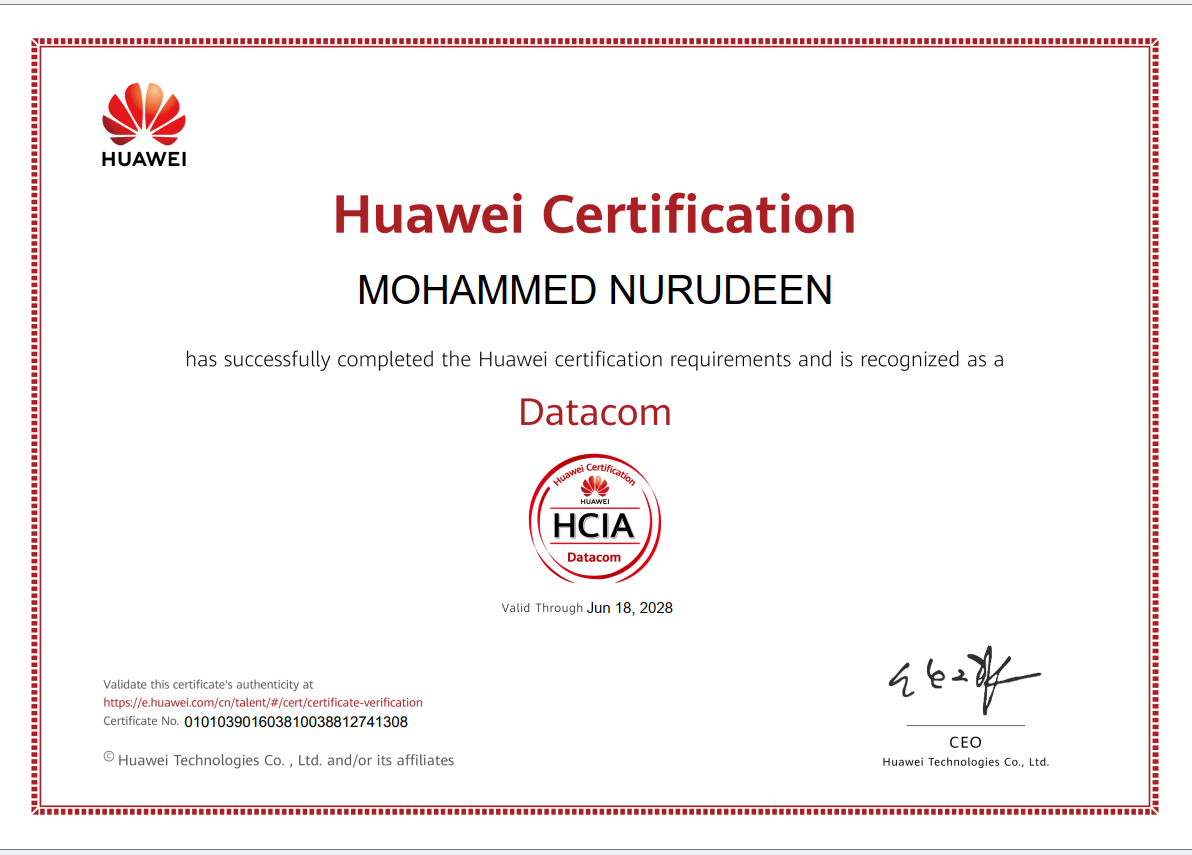 HUAWEI
Huawei Certification
MOHAMMED NURUDEEN
has successfully completed the Huawei certification requirements and is recognized as a
Datacom
Huawei Certification
HUAWEI
HCIA
Datacom
Valid Through Jun 18, 2028
Validate this certificate's authenticity at
https://e.huawei.com/cn/talent/#/cert/certificate-verification
Certificate No. 010103901603810038812741308
© Huawei Technologies Co. , Ltd. and/or its affiliates
CEO
Huawei Technologies Co., Ltd.